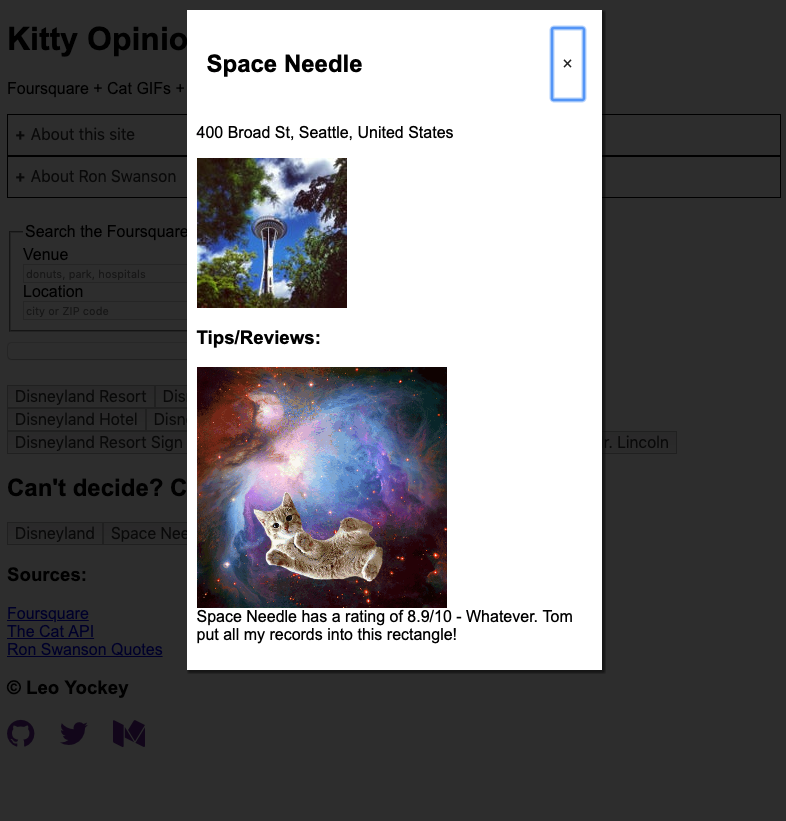 Kitty Opinio
Foursquare + Cat GIFs +
+ About this site
+ About Ron Swanson
Search the Foursquare
Venue
donuts, park, hospitals
Location
city or ZIP code
Disneyland Resort
Disneyland Hotel
Disneyland Resort Sign
r. Lincoln
Can't decide? C
Disneyland
Space Nee
Sources:
Foursquare
The Cat API
Ron Swanson Quotes
© Leo Yockey
Space Needle
×
400 Broad St, Seattle, United States
Tips/Reviews:
Space Needle has a rating of 8.9/10 - Whatever. Tom
put all my records into this rectangle!